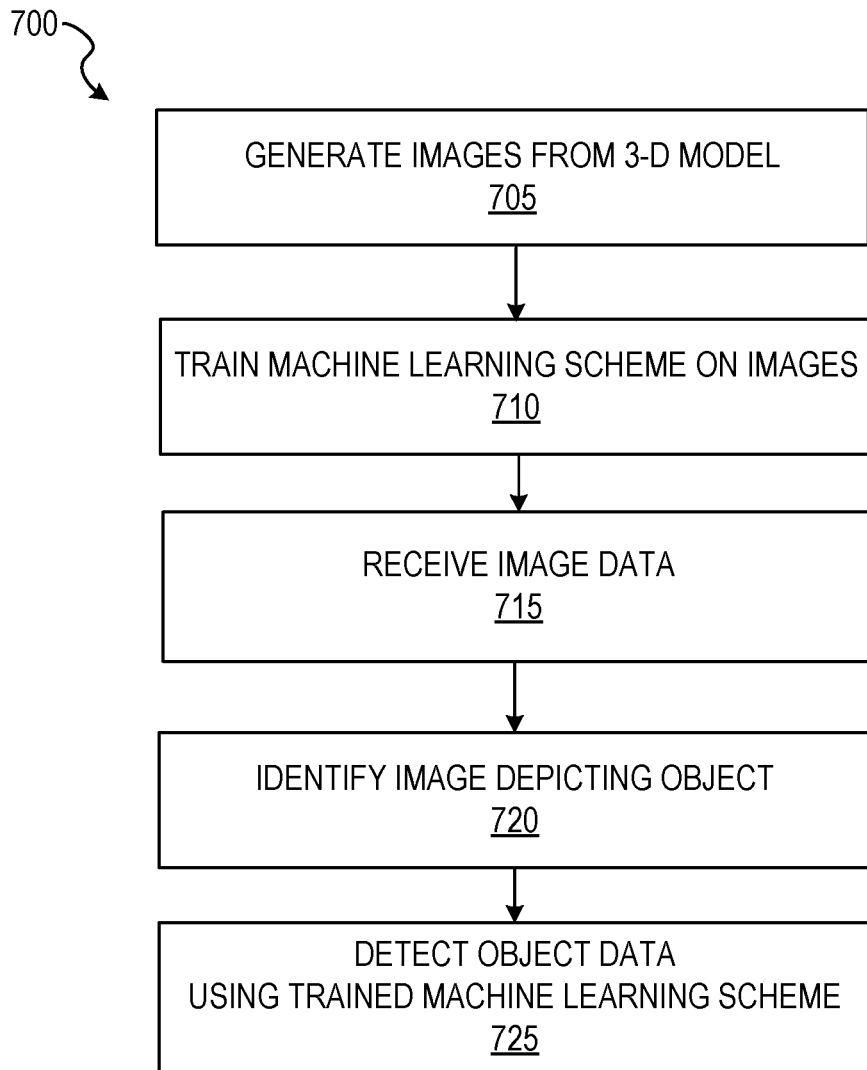 700
GENERATE IMAGES FROM 3-D MODEL
705
TRAIN MACHINE LEARNING SCHEME ON IMAGES
710
RECEIVE IMAGE DATA
715
IDENTIFY IMAGE DEPICTING OBJECT
720
DETECT OBJECT DATA
USING TRAINED MACHINE LEARNING SCHEME
725